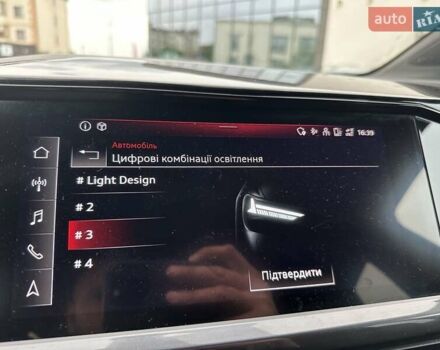 auto RIA
16:39
Автомобіль
Цифрові комбінації освітлення
# Light Design
# 2
# 3
# 4
Підтвердити